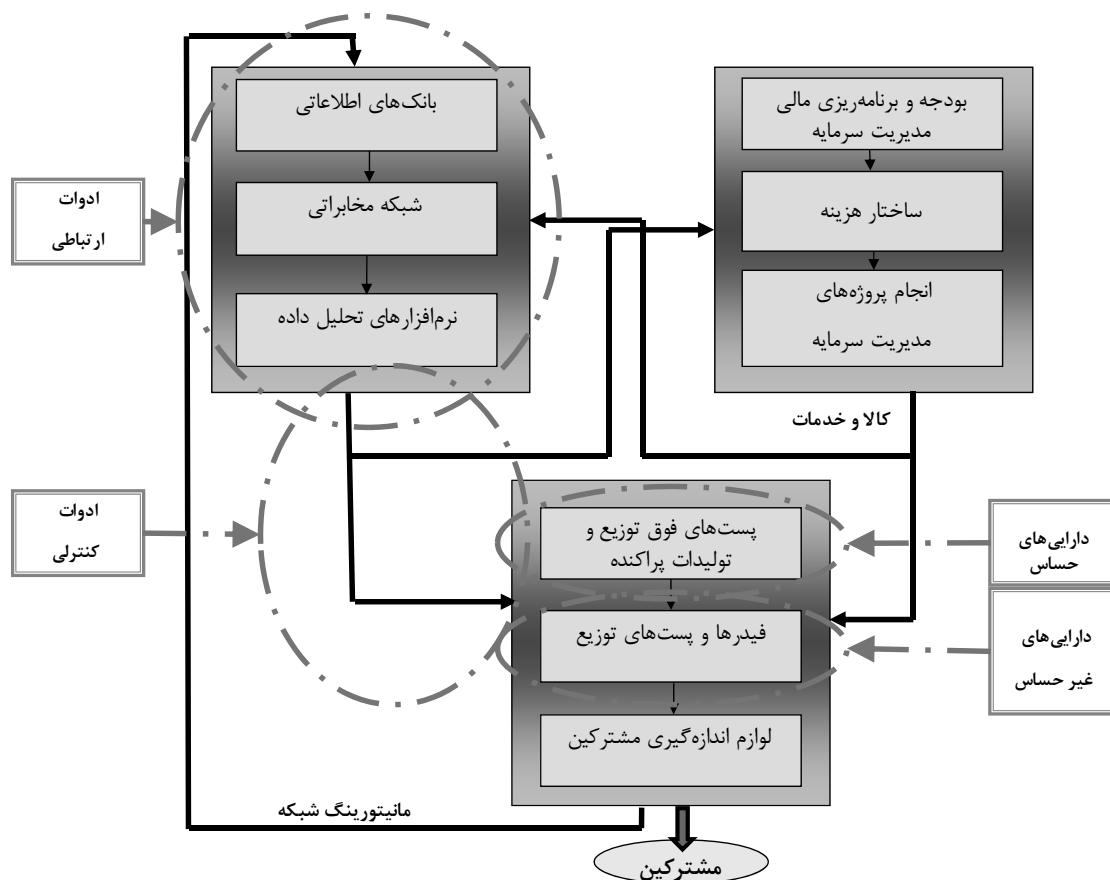 بانک‌های اطلاعاتی
شبکه مخابراتی
نرم‌افزارهای تحلیل داده
بودجه و برنامه‌ریزی مالی
مدیریت سرمایه
ساختار هزینه
انجام پروژه‌های
مدیریت سرمایه
ادوات
ارتباطی
کالا و خدمات
ادوات
کنترلی
پست‌های فوق توزیع و
تولیدات پراکنده
فیدرها و پست‌های توزیع
لوازم اندازه‌گیری مشترکین
دارایی‌های
حساس
دارایی‌های
غیر حساس
مانیتورینگ شبکه
مشترکین